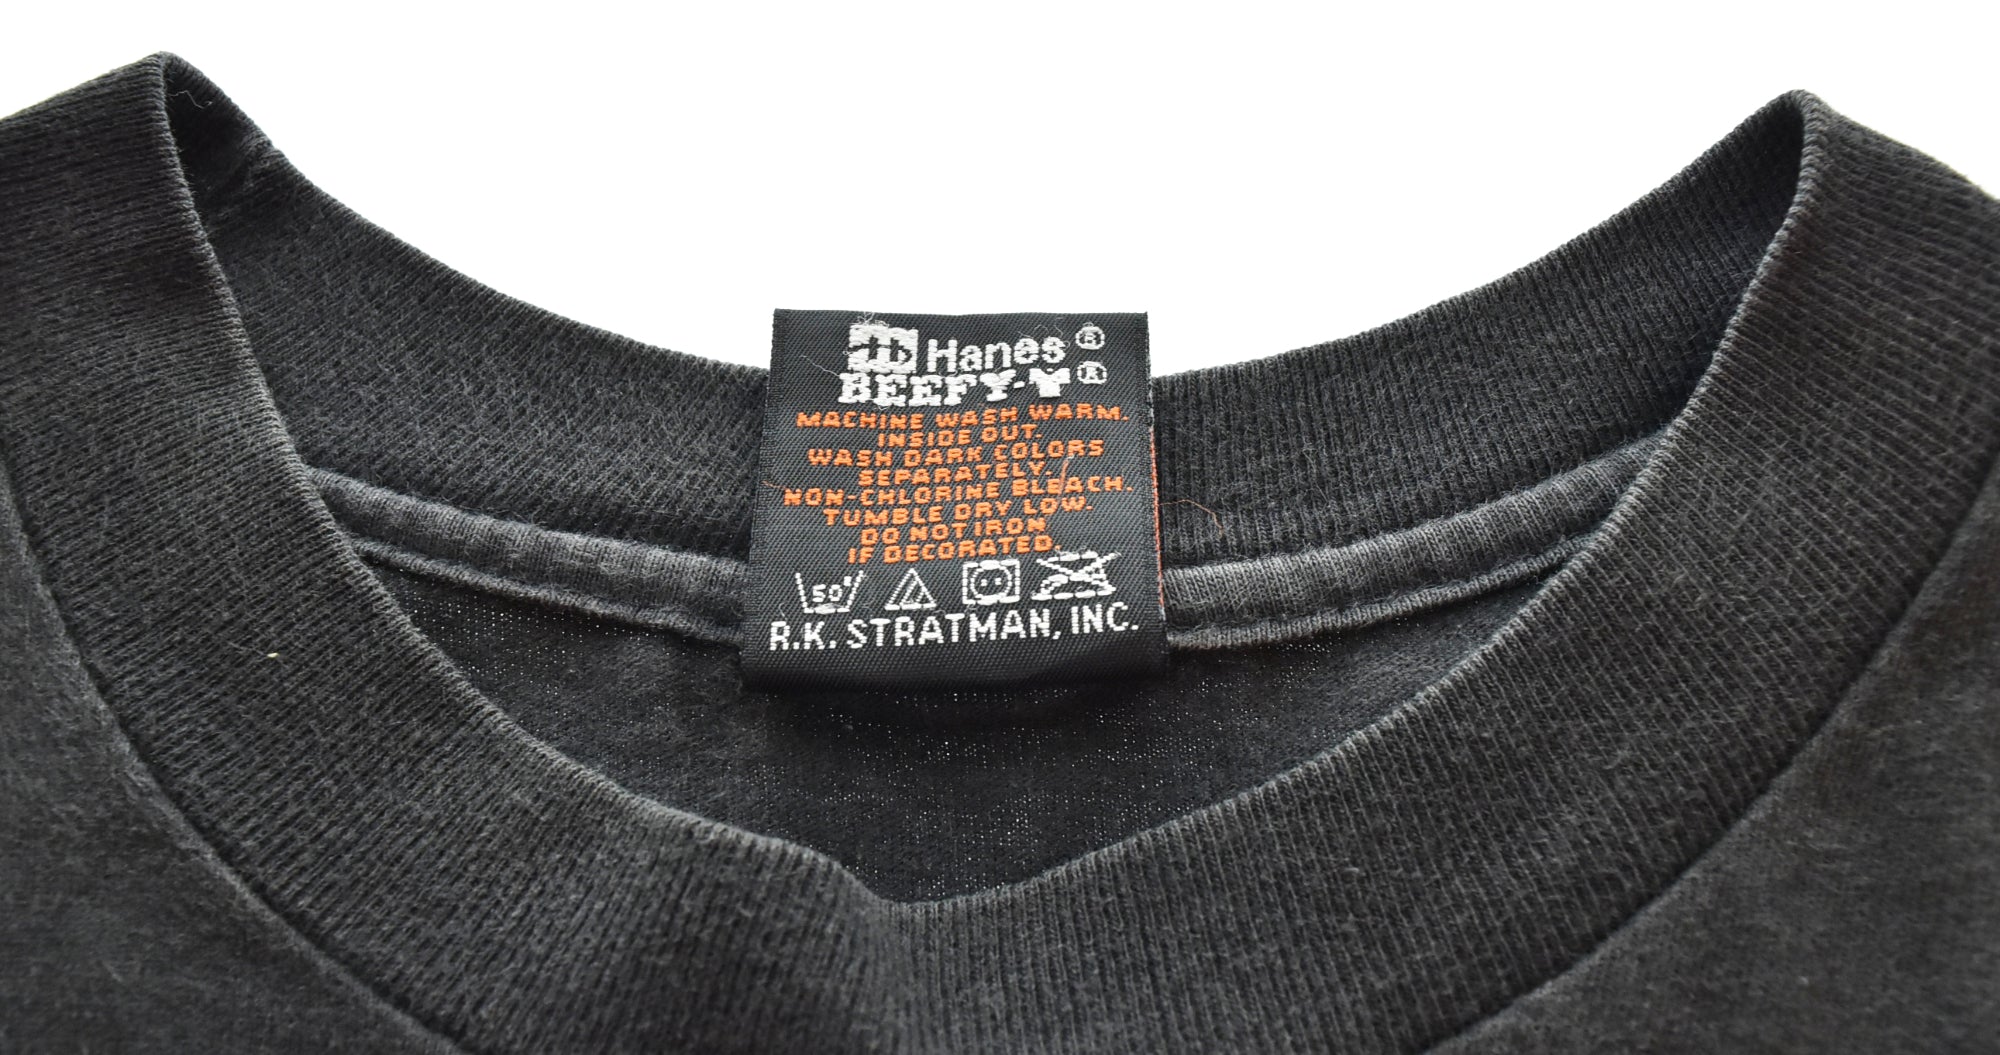 Hanes®
BEEFY-T®
MACHINE WASH WARM.
INSIDE OUT.
WASH DARK COLORS
SEPARATELY.
NON-CHLORINE BLEACH.
TUMBLE DRY LOW.
DO NOT IRON
IF DECORATED.
50°
R.K. STRATMAN, INC.